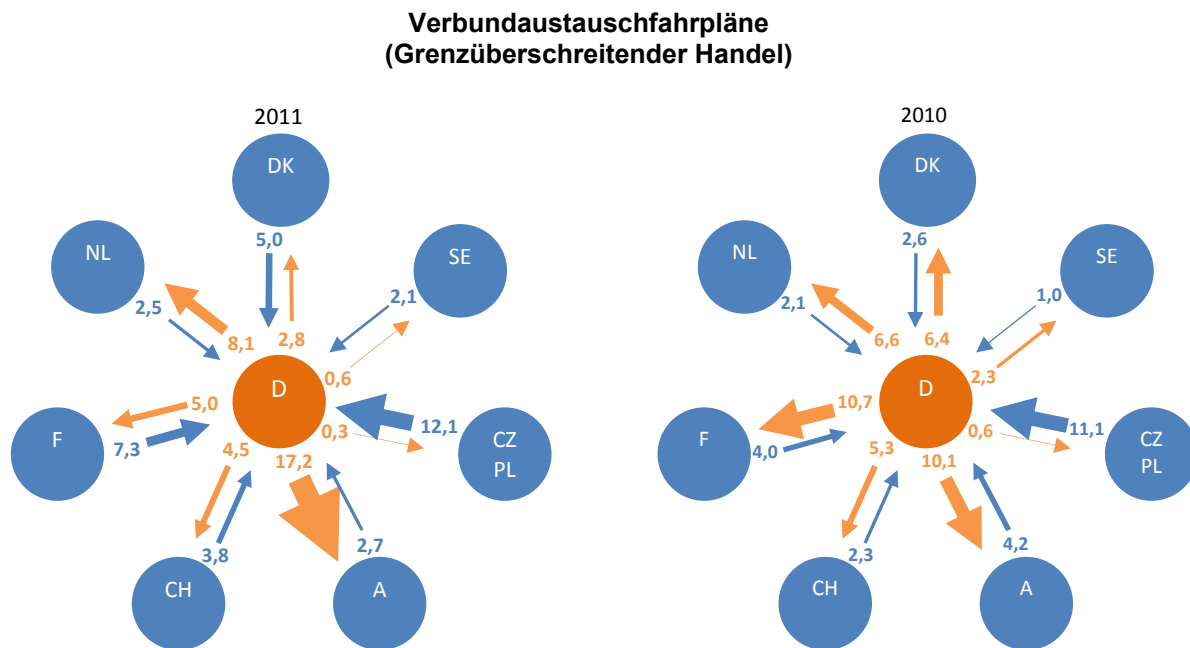 Verbundaustauschfahrpläne
(Grenzüberschreitender Handel)
2011
DK
5,0
NL
SE
2,5
2,1
8,1
2,8
D
0,6
5,0
0,3
12,1
F
7,3
4,5
17,2
CZ
PL
3,8
2,7
CH
A
2010
DK
2,6
NL
SE
2,1
1,0
6,6
6,4
D
2,3
10,7
0,6
11,1
F
4,0
5,3
10,1
CZ
PL
2,3
4,2
CH
A